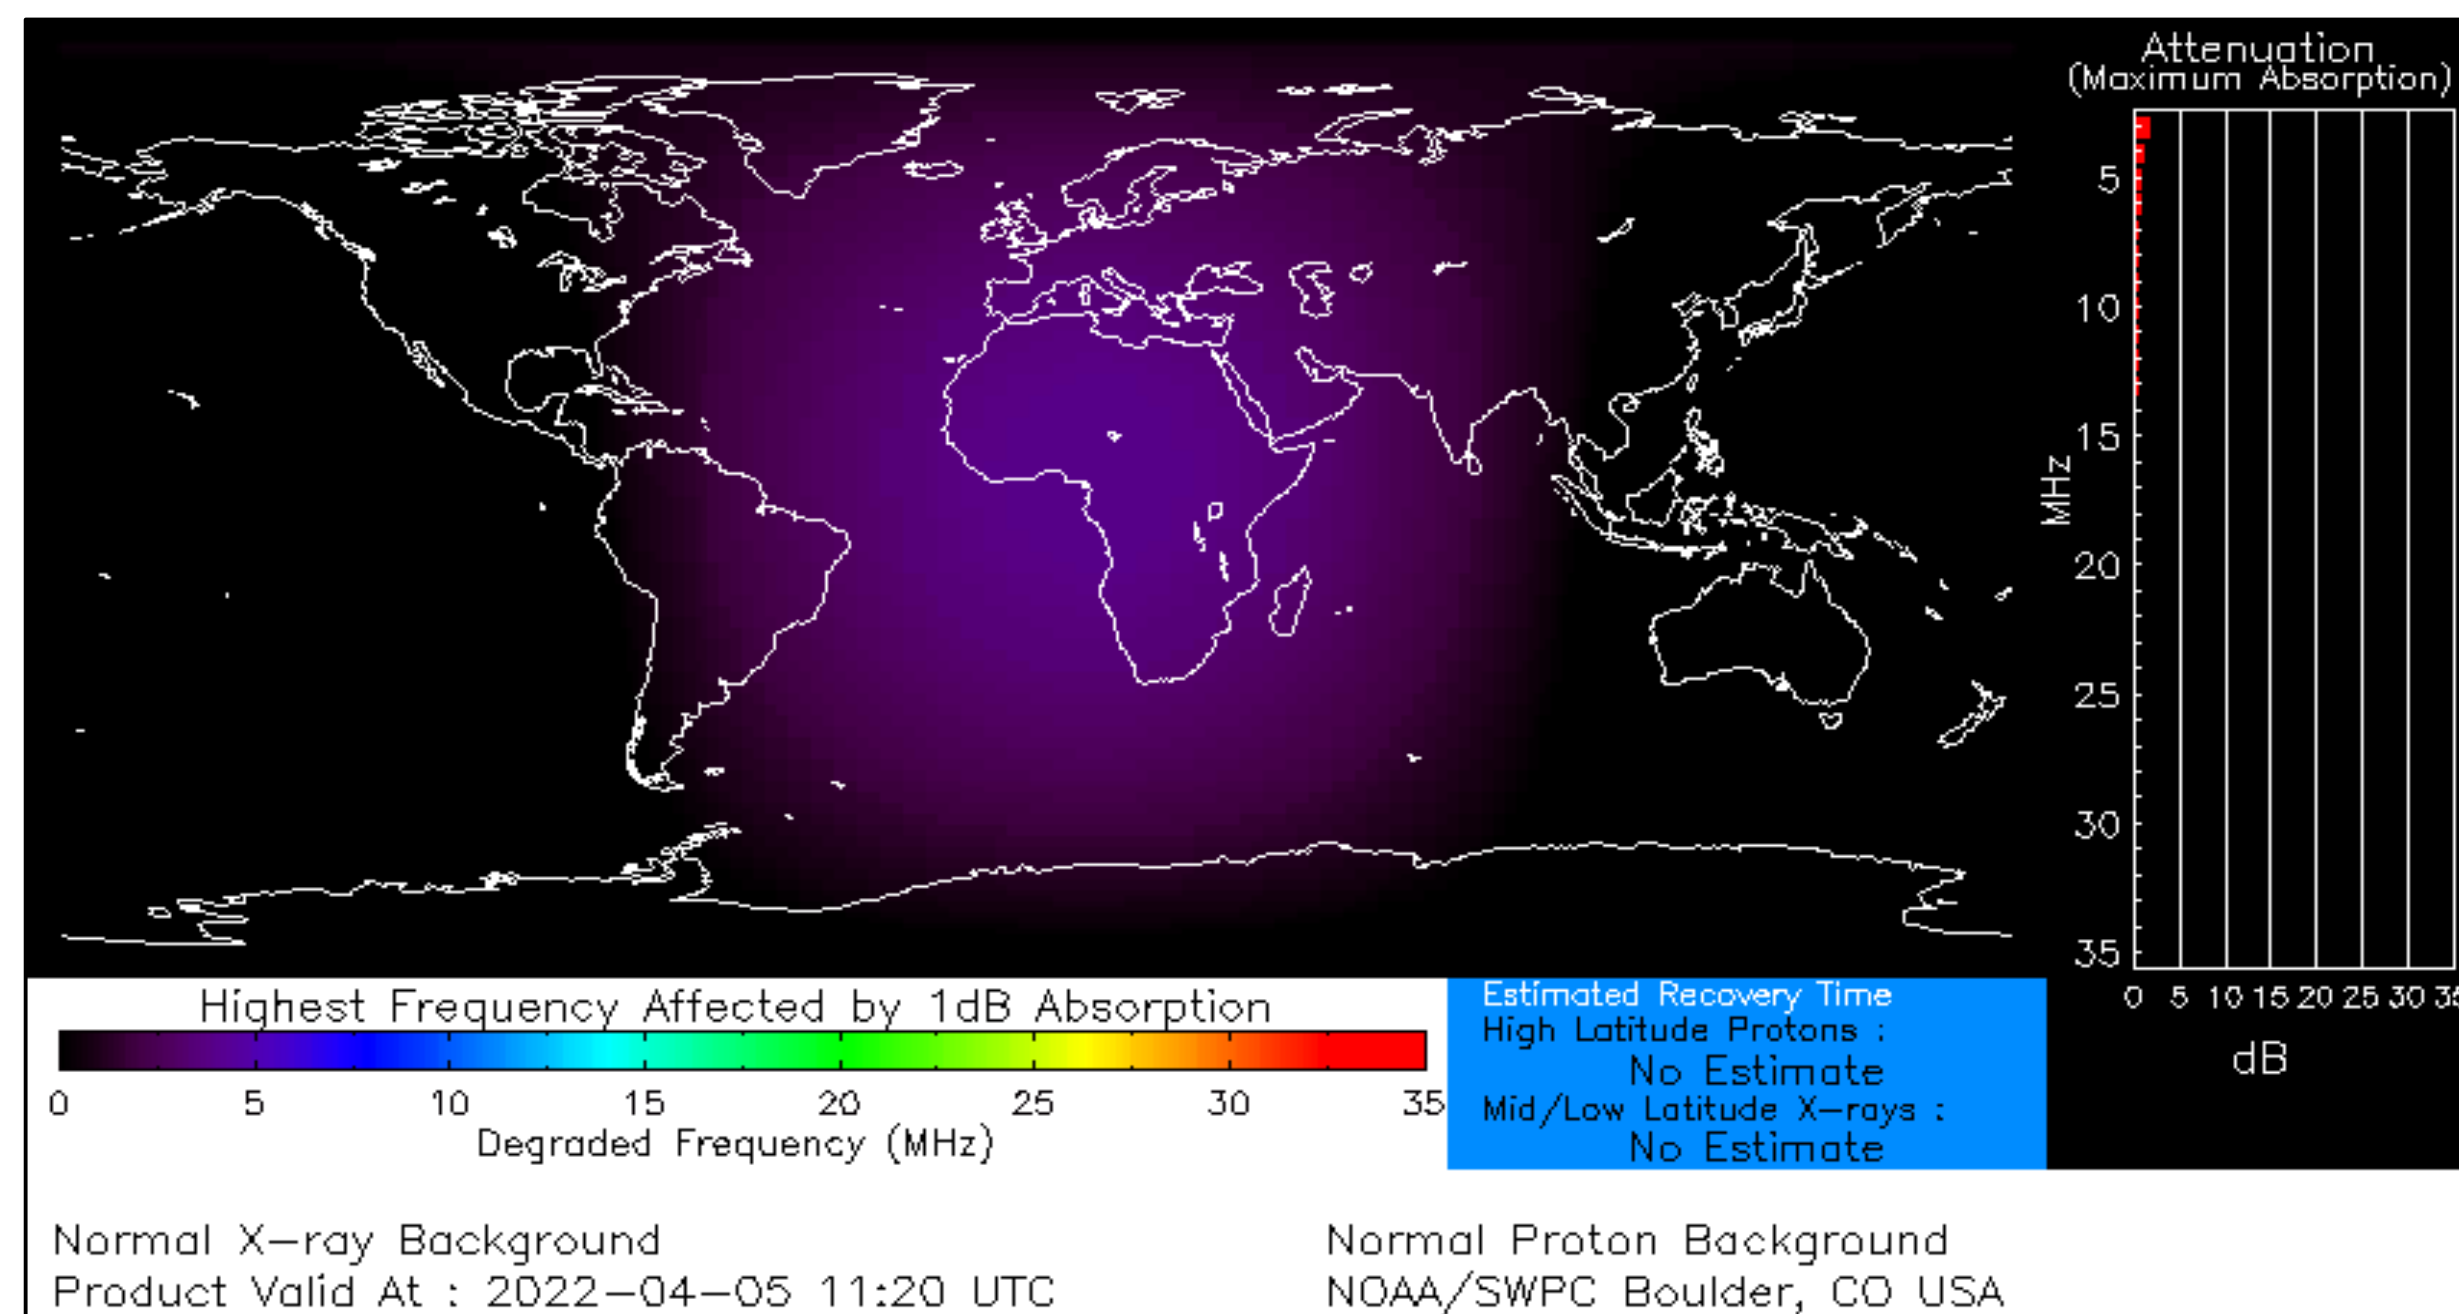 Attenuation
(Maximum Absorption)
5
10
15
20
25
30
35
MHz
0 5 10 15 20 25 30
dB
Highest Frequency Affected by 1dB Absorption
0 5 10 15 20 25 30 35
Degraded Frequency (MHz)
Estimated Recovery Time
High Latitude Protons :
No Estimate
Mid/Low Latitude X-rays :
No Estimate
Normal X-ray Background
Product Valid At : 2022-04-05 11:20 UTC
Normal Proton Background
NOAA/SWPC Boulder, CO USA